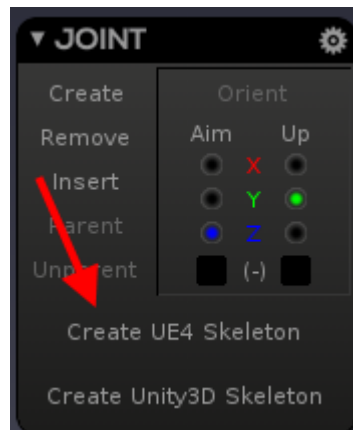 ▼ JOINT
Create
Orient
Remove
Aim Up
X
Insert
Y
Parent
Z
Unparent
(-)
Create UE4 Skeleton
Create Unity3D Skeleton